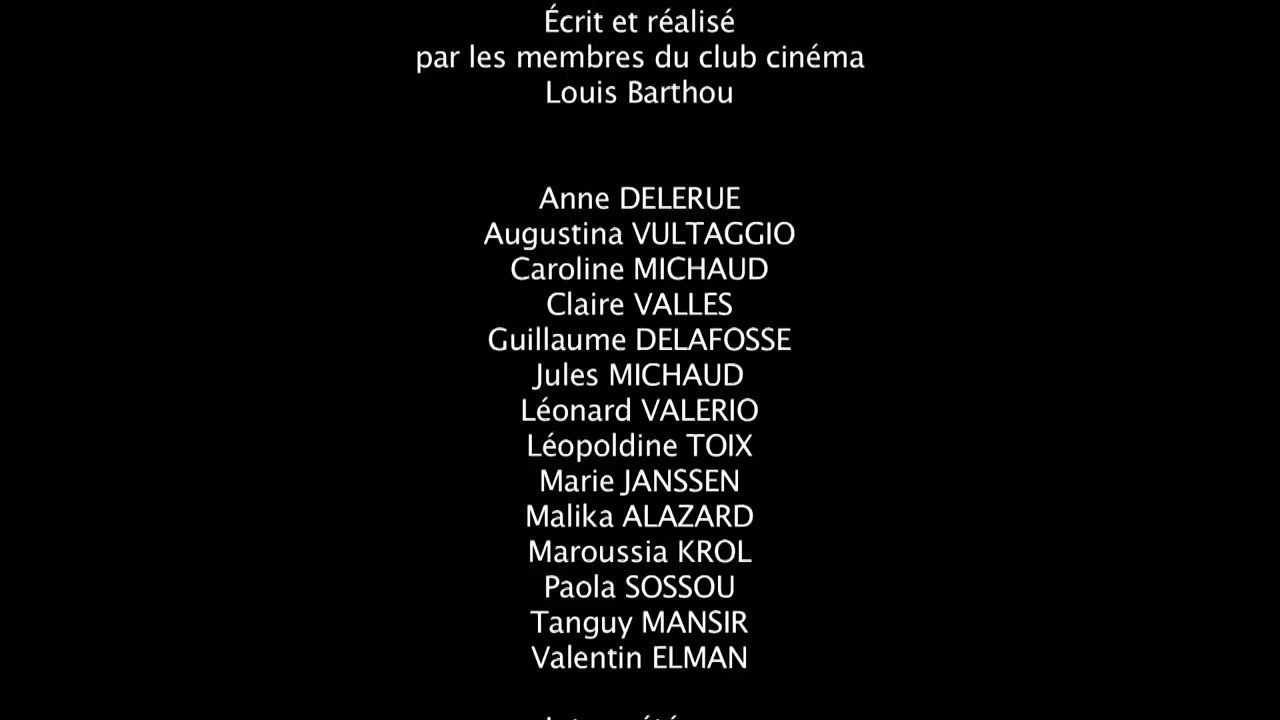 Écrit et réalisé
par les membres du club cinéma
Louis Barthou
Anne DELERUE
Augustina VULTAGGIO
Caroline MICHAUD
Claire VALLES
Guillaume DELAFOSSE
Jules MICHAUD
Léonard VALERIO
Léopoldine TOIX
Marie JANSSEN
Malika ALAZARD
Maroussia KROL
Paola SOSSOU
Tanguy MANSIR
Valentin ELMAN